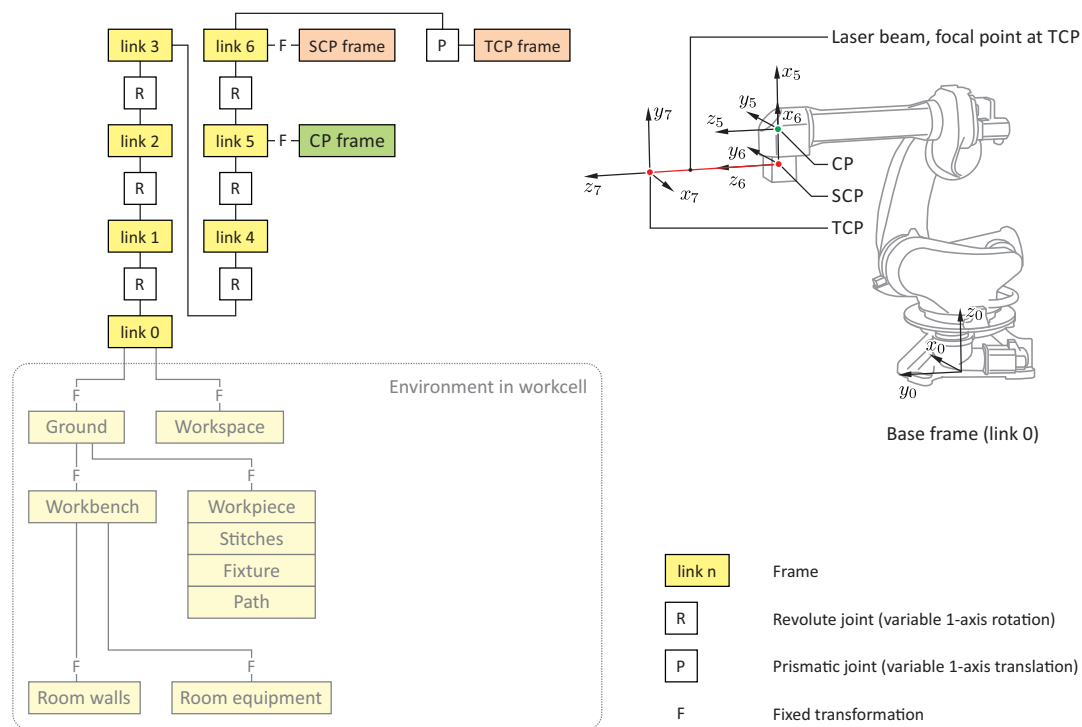 link 3
link 6
F
SCP frame
P
TCP frame
R
R
link 2
link 5
F
CP frame
R
R
link 1
link 4
R
R
link 0
Environment in workcell
F
F
Ground
Workspace
F
F
Workbench
Workpiece
Stitches
Fixture
Path
F
F
Room walls
Room equipment
Laser beam, focal point at TCP
x5
y5
z5
x6
y6
z6
y7
z7
x7
CP
SCP
TCP
z0
x0
y0
Base frame (link 0)
link n
Frame
R
Revolute joint (variable 1-axis rotation)
P
Prismatic joint (variable 1-axis translation)
F
Fixed transformation